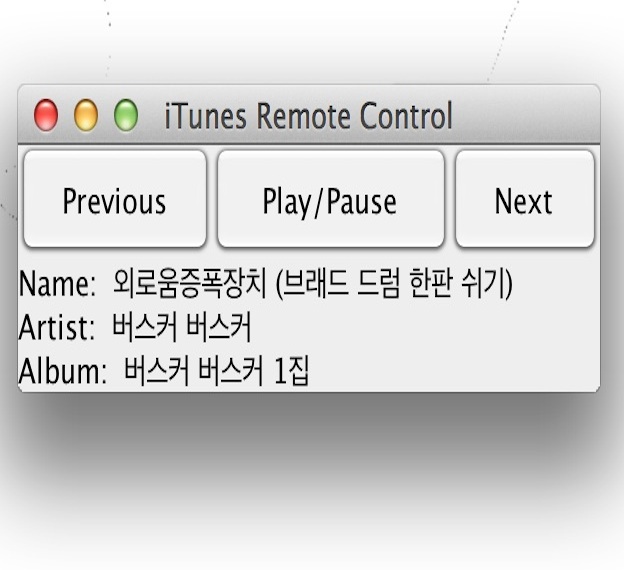 iTunes Remote Control
Previous Play/Pause Next
Name: 외로움증폭장치 (브래드 드럼 한판 쉬기)
Artist: 버스커 버스커
Album: 버스커 버스커 1집